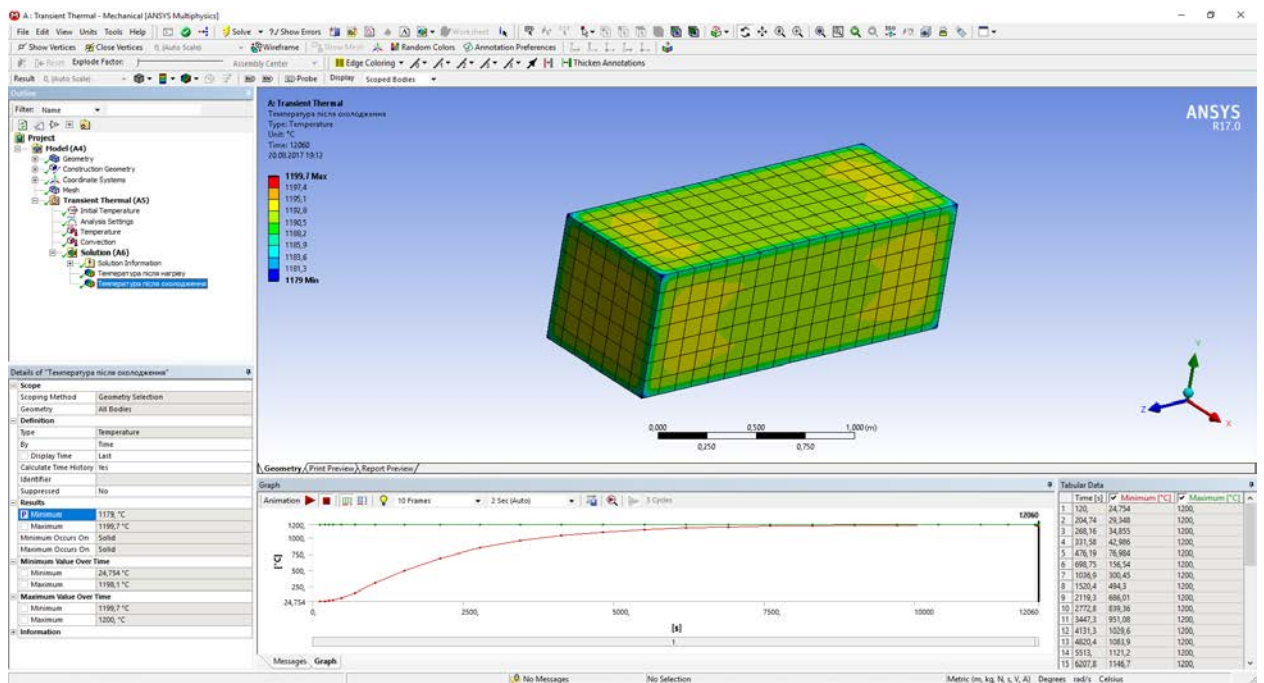 A : Transient Thermal - Mechanical [ANSYS Multiphysics]
File Edit View Units Tools Help Solve ?/ Show Errors Worksheet
Show Vertices Close Vertices 0, (Auto Scale) Wireframe Show Mesh Random Colors Annotation Preferences
Reset Explode Factor: Assembly Center Edge Coloring Thicken Annotations
Result 0, (Auto Scale) Probe Display Scoped Bodies
Outline
Filter: Name
Project
Model (A4)
Geometry
Construction Geometry
Coordinate Systems
Mesh
Transient Thermal (A5)
Initial Temperature
Analysis Settings
Temperature
Convection
Solution (A6)
Solution Information
Температура після нагріву
Температура після охолодження
A: Transient Thermal
Температура після охолодження
Type: Temperature
Unit: °C
Time: 12060
20.09.2017 19:12
1199,7 Max
1197,4
1195,1
1192,8
1190,5
1188,2
1185,9
1183,6
1181,3
1179 Min
ANSYS
R17.0
Y
Z
X
0,000 0,500 1,000 (m)
0,250 0,750
Geometry Print Preview Report Preview
Details of "Температура після охолодження"
Scope
Scoping Method Geometry Selection
Geometry All Bodies
Definition
Type Temperature
By Time
Display Time Last
Calculate Time History Yes
Identifier
Suppressed No
Results
P Minimum 1179, °C
Maximum 1199,7 °C
Minimum Occurs On Solid
Maximum Occurs On Solid
Minimum Value Over Time
Minimum 24,754 °C
Maximum 1198,1 °C
Maximum Value Over Time
Minimum 1199,7 °C
Maximum 1200, °C
Information
Graph
Animation 10 Frames 2 Sec (Auto) 3 Cycles
12060
1200,
1000,
750,
500,
250,
24,754
[°C]
0, 2500, 5000, 7500, 10000 12060
[s]
1
Messages Graph
Tabular Data
Time [s] Minimum [°C] Maximum [°C]
1 120, 24,754 1200,
2 204,74 29,348 1200,
3 268,16 34,855 1200,
4 331,58 42,986 1200,
5 476,19 76,984 1200,
6 698,75 156,54 1200,
7 1036,9 300,45 1200,
8 1520,4 494,3 1200,
9 2119,3 686,01 1200,
10 2772,8 839,36 1200,
11 3447,3 951,08 1200,
12 4131,3 1029,6 1200,
13 4820,4 1083,9 1200,
14 5513, 1121,2 1200,
15 6207,8 1146,7 1200,
No Messages No Selection Metric (m, kg, N, s, V, A) Degrees rad/s Celsius